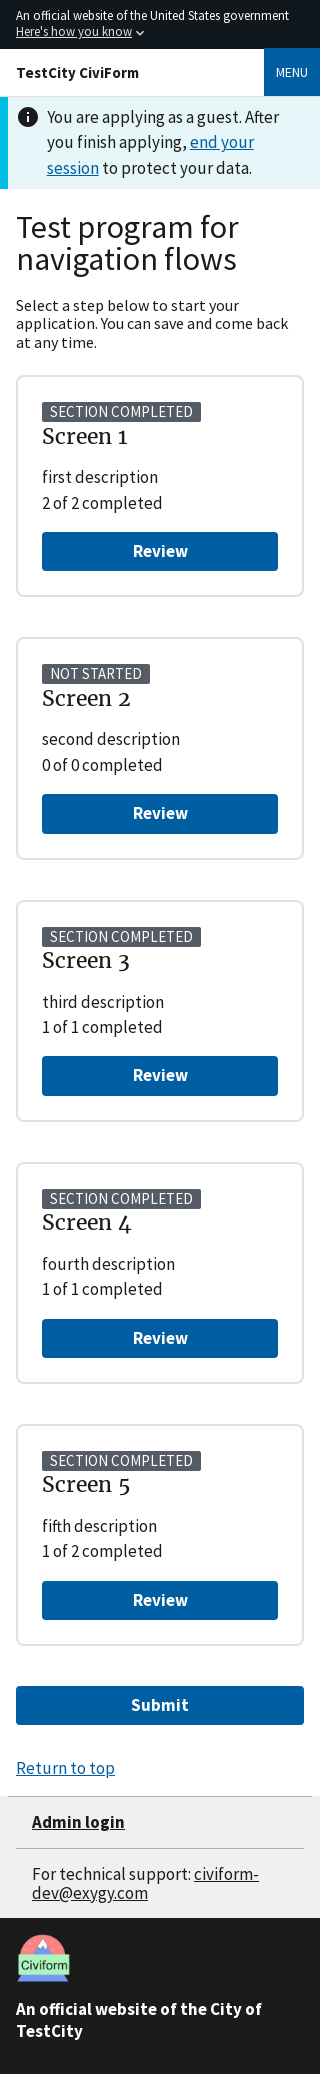 An official website of the United States government
Here's how you know
TestCity CiviForm
MENU
You are applying as a guest. After
you finish applying, end your
session to protect your data.
Test program for
navigation flows
Select a step below to start your
application. You can save and come back
at any time.
SECTION COMPLETED
Screen 1
first description
2 of 2 completed
Review
NOT STARTED
Screen 2
second description
0 of 0 completed
Review
SECTION COMPLETED
Screen 3
third description
1 of 1 completed
Review
SECTION COMPLETED
Screen 4
fourth description
1 of 1 completed
Review
SECTION COMPLETED
Screen 5
fifth description
1 of 2 completed
Review
Submit
Return to top
Admin login
For technical support: civiform-
dev@exygy.com
Civiform
An official website of the City of
TestCity